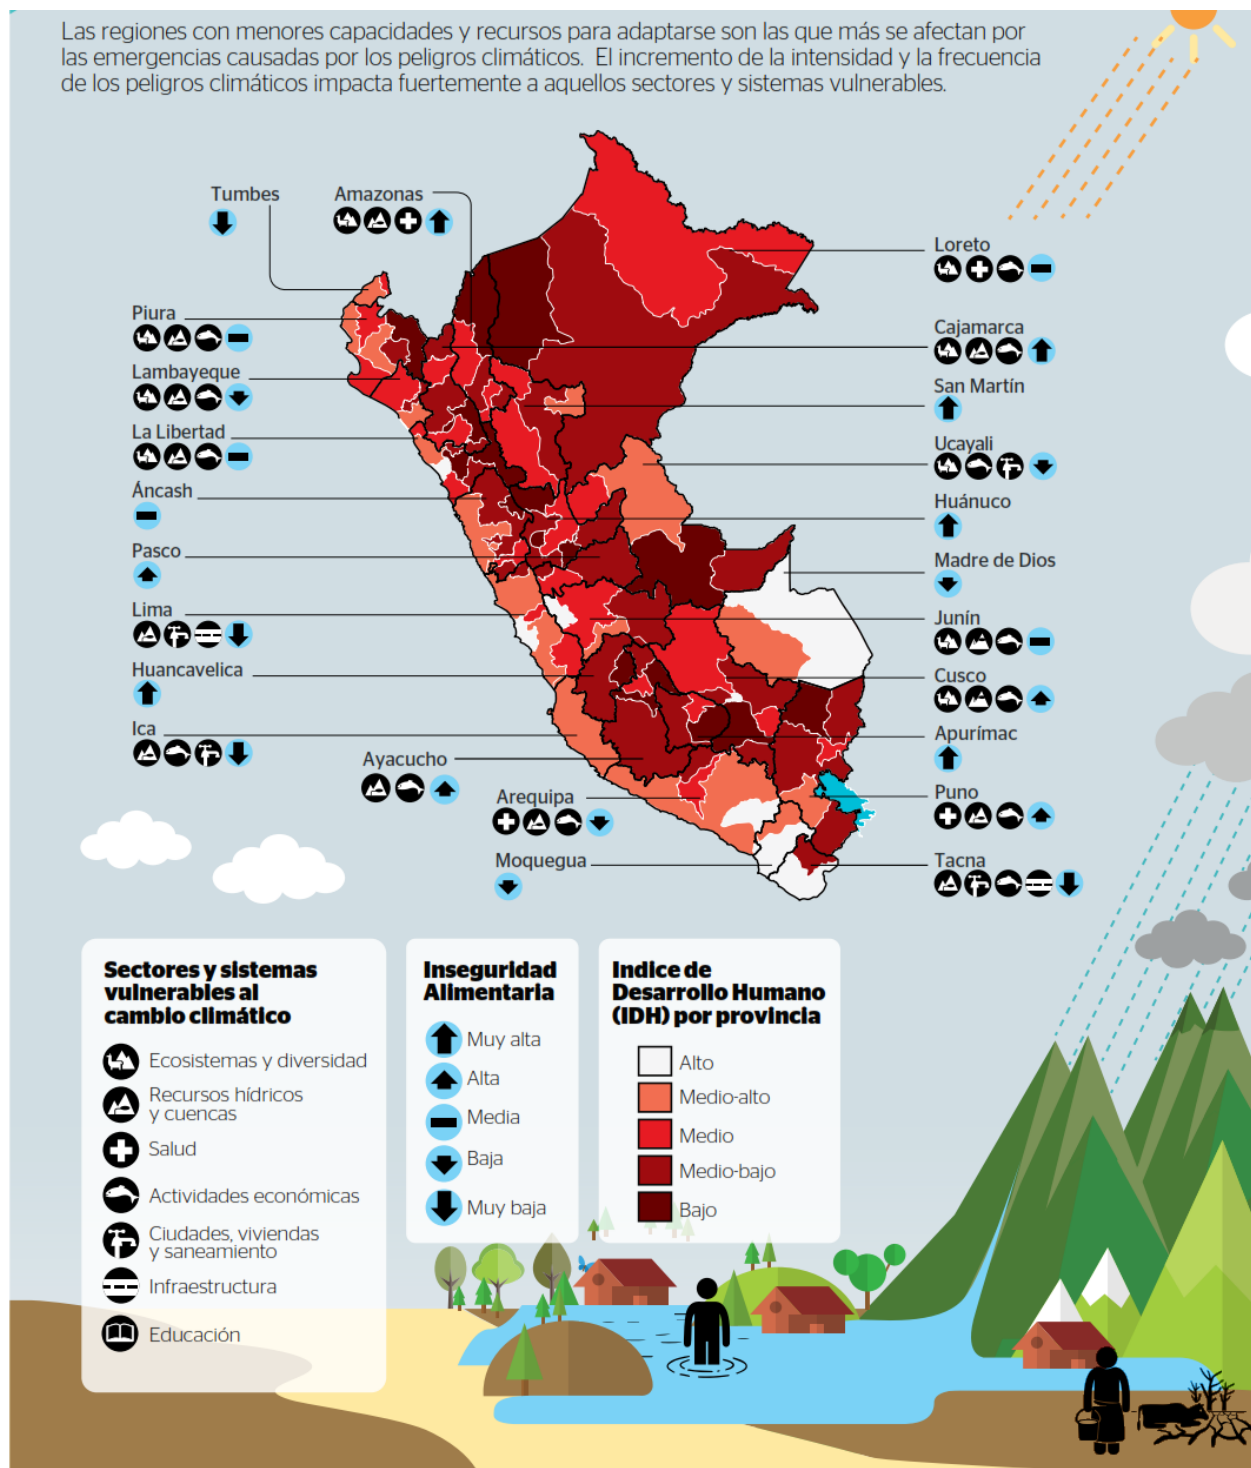 Las regiones con menores capacidades y recursos para adaptarse son las que más se afectan por
las emergencias causadas por los peligros climáticos. El incremento de la intensidad y la frecuencia
de los peligros climáticos impacta fuertemente a aquellos sectores y sistemas vulnerables.
Tumbes
Amazonas
Piura
Lambayeque
La Libertad
Áncash
Pasco
Lima
Huancavelica
Ica
Ayacucho
Arequipa
Moquegua
Loreto
Cajamarca
San Martín
Ucayali
Huánuco
Madre de Dios
Junín
Cusco
Apurímac
Puno
Tacna
Sectores y sistemas
vulnerables al
cambio climático
Ecosistemas y diversidad
Recursos hídricos
y cuencas
Salud
Actividades económicas
Ciudades, viviendas
y saneamiento
Infraestructura
Educación
Inseguridad
Alimentaria
Muy alta
Alta
Media
Baja
Muy baja
Indice de
Desarrollo Humano
(IDH) por provincia
Alto
Medio-alto
Medio
Medio-bajo
Bajo